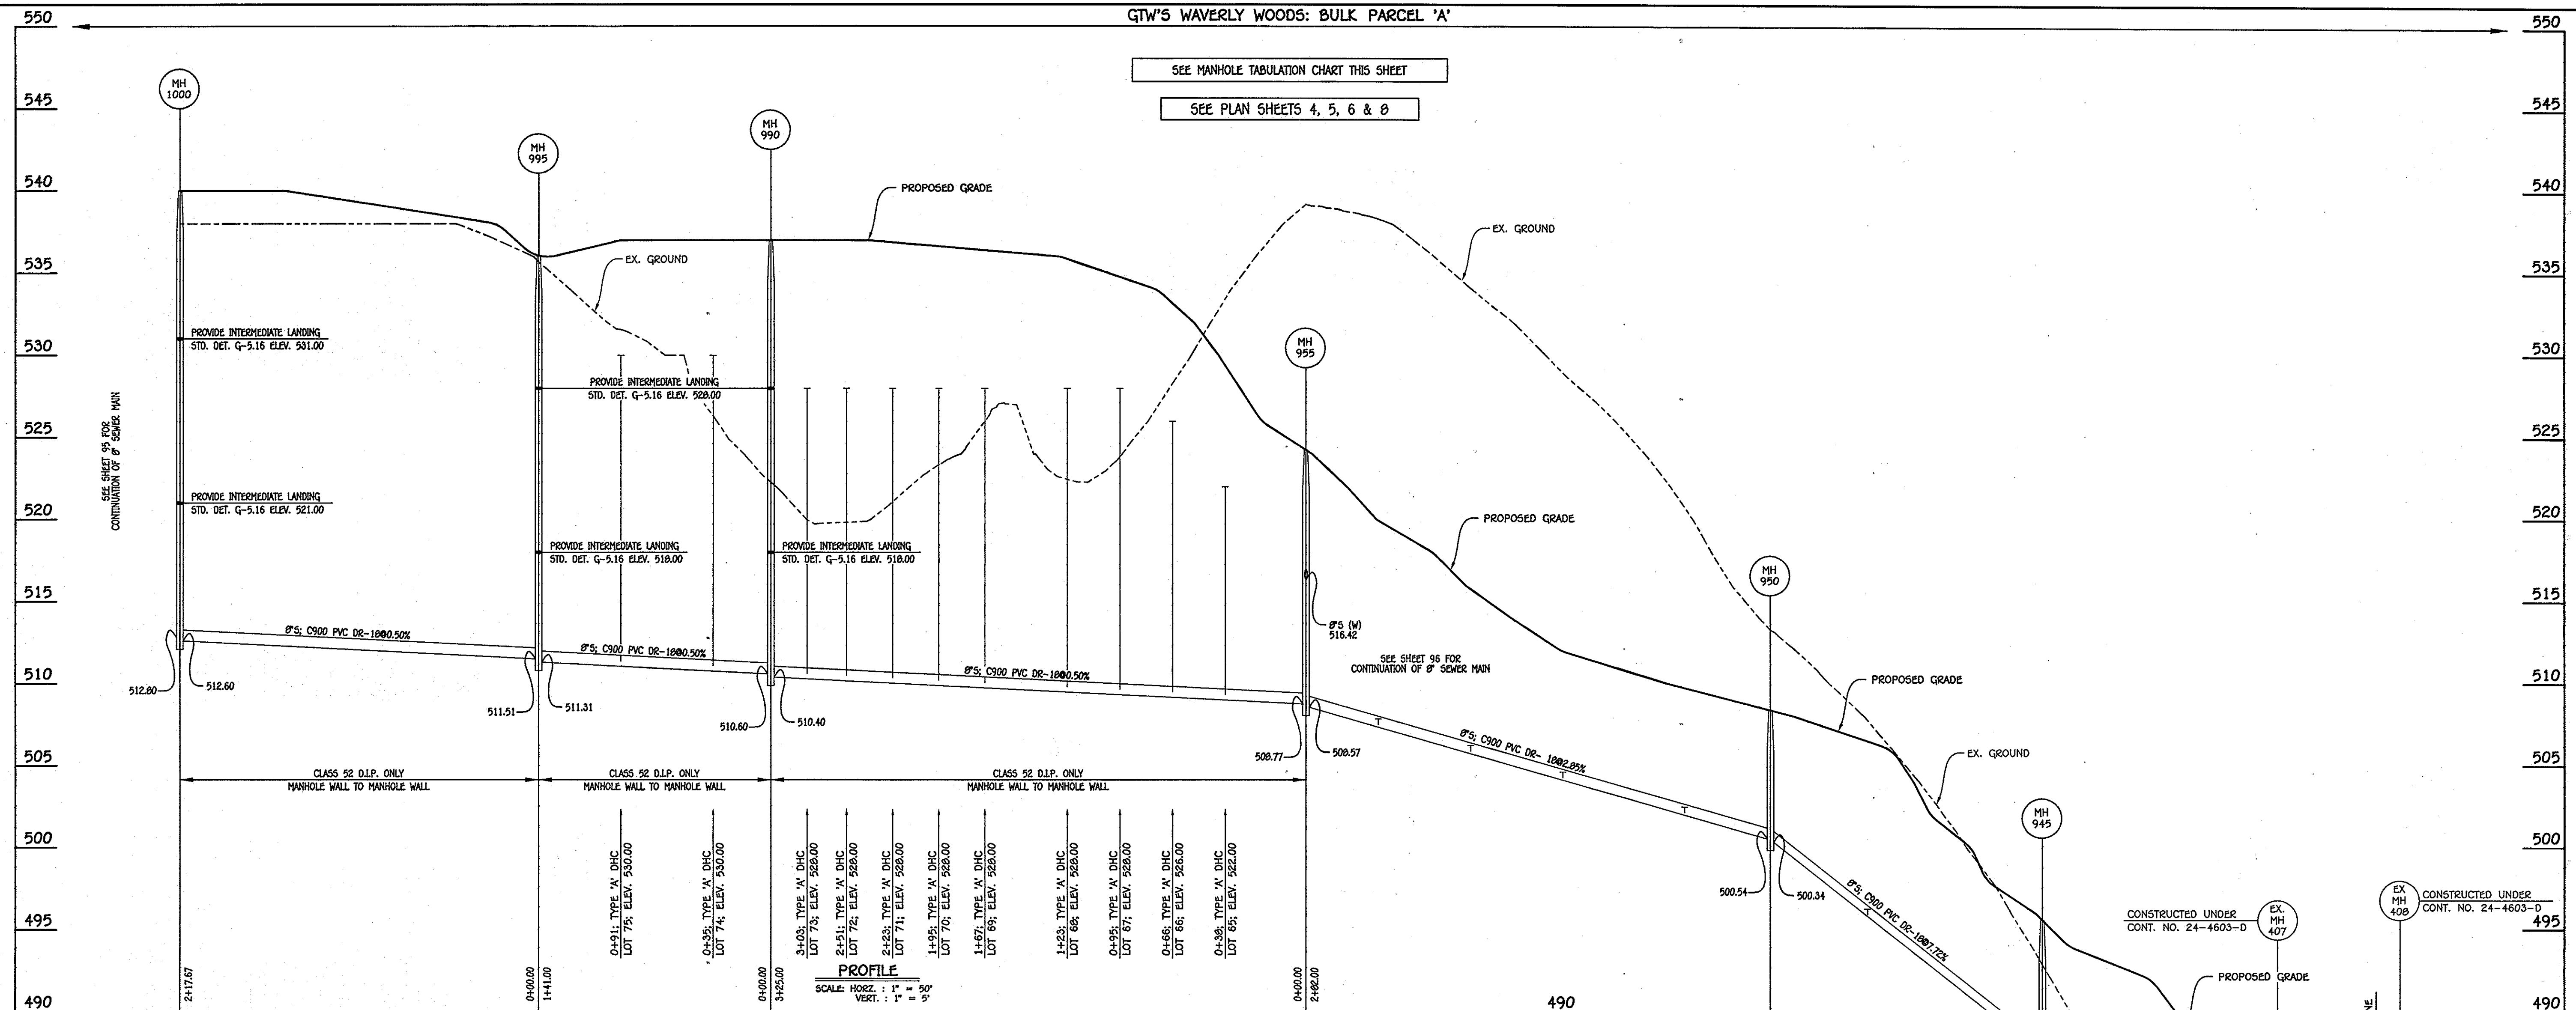 GTW'S WAVERLY WOODS: BULK PARCEL 'A'
SEE MANHOLE TABULATION CHART THIS SHEET
SEE PLAN SHEETS 4, 5, 6 & 8
550
545
540
535
530
525
520
515
510
505
500
495
490
MH
1000
MH
995
MH
990
PROPOSED GRADE
EX. GROUND
PROVIDE INTERMEDIATE LANDING
STD. DET. G-5.16 ELEV. 531.00
PROVIDE INTERMEDIATE LANDING
STD. DET. G-5.16 ELEV. 528.00
PROVIDE INTERMEDIATE LANDING
STD. DET. G-5.16 ELEV. 521.00
PROVIDE INTERMEDIATE LANDING
STD. DET. G-5.16 ELEV. 518.00
PROVIDE INTERMEDIATE LANDING
STD. DET. G-5.16 ELEV. 518.00
SEE SHEET 95 FOR
CONTINUATION OF 8" SEWER MAIN
8"S; C900 PVC DR-18@0.50%
8"S; C900 PVC DR-18@0.50%
8"S; C900 PVC DR-18@0.50%
512.80
512.60
511.51
511.31
510.60
510.40
508.77
508.57
CLASS 52 D.I.P. ONLY
MANHOLE WALL TO MANHOLE WALL
CLASS 52 D.I.P. ONLY
MANHOLE WALL TO MANHOLE WALL
CLASS 52 D.I.P. ONLY
MANHOLE WALL TO MANHOLE WALL
0+91; TYPE 'A' DHC
LOT 75; ELEV. 530.00
0+35; TYPE 'A' DHC
LOT 74; ELEV. 530.00
3+03; TYPE 'A' DHC
LOT 73; ELEV. 528.00
2+51; TYPE 'A' DHC
LOT 72; ELEV. 528.00
2+23; TYPE 'A' DHC
LOT 71; ELEV. 528.00
1+95; TYPE 'A' DHC
LOT 70; ELEV. 528.00
1+67; TYPE 'A' DHC
LOT 69; ELEV. 528.00
1+23; TYPE 'A' DHC
LOT 68; ELEV. 528.00
0+95; TYPE 'A' DHC
LOT 67; ELEV. 528.00
0+66; TYPE 'A' DHC
LOT 66; ELEV. 526.00
0+38; TYPE 'A' DHC
LOT 65; ELEV. 522.00
2+17.67
0+00.00
1+41.00
0+00.00
3+25.00
0+00.00
2+82.00
PROFILE
SCALE: HORZ. : 1" = 50'
VERT. : 1" = 5'
MH
955
EX. GROUND
PROPOSED GRADE
8"S (W)
516.42
SEE SHEET 96 FOR
CONTINUATION OF 8" SEWER MAIN
8"S; C900 PVC DR- 18@2.85%
MH
950
500.54
500.34
PROPOSED GRADE
EX. GROUND
8"S; C900 PVC DR-18@7.72%
MH
945
CONSTRUCTED UNDER
CONT. NO. 24-4603-D
EX.
MH
407
EX
MH
408
CONSTRUCTED UNDER
CONT. NO. 24-4603-D
PROPOSED GRADE
490
550
545
540
535
530
525
520
515
510
505
500
495
490